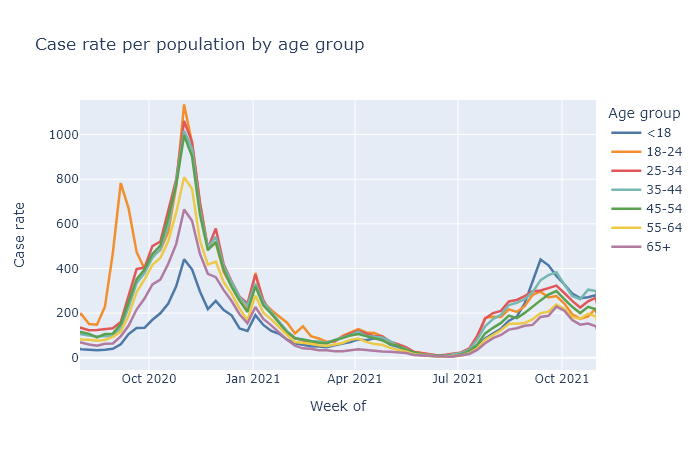 Case rate per population by age group
Age group
<18
18-24
25-34
35-44
45-54
55-64
65+
Case rate
1000
800
600
400
200
0
Oct 2020
Jan 2021
Apr 2021
Jul 2021
Oct 2021
Week of